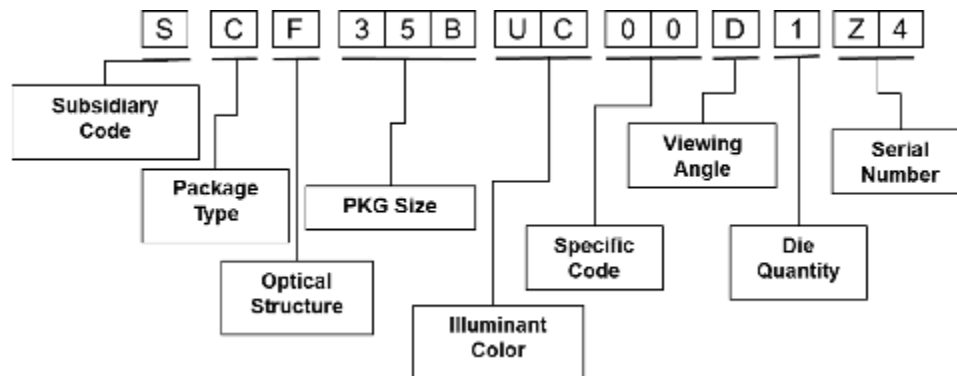 S C F 3 5 B U C 0 0 D 1 Z 4
Subsidiary
Code
Package
Type
Optical
Structure
PKG Size
Illuminant
Color
Specific
Code
Viewing
Angle
Die
Quantity
Serial
Number